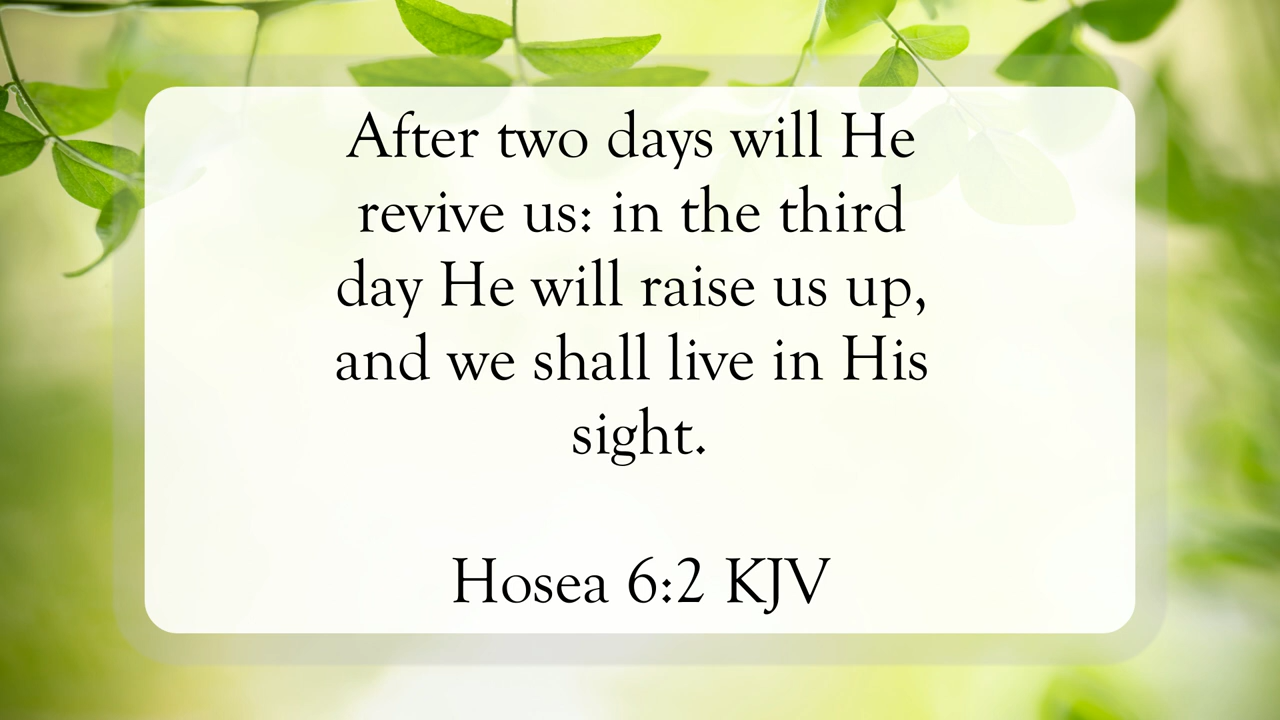 After two days will He
revive us: in the third
day He will raise us up,
and we shall live in His
sight.
Hosea 6:2 KJV